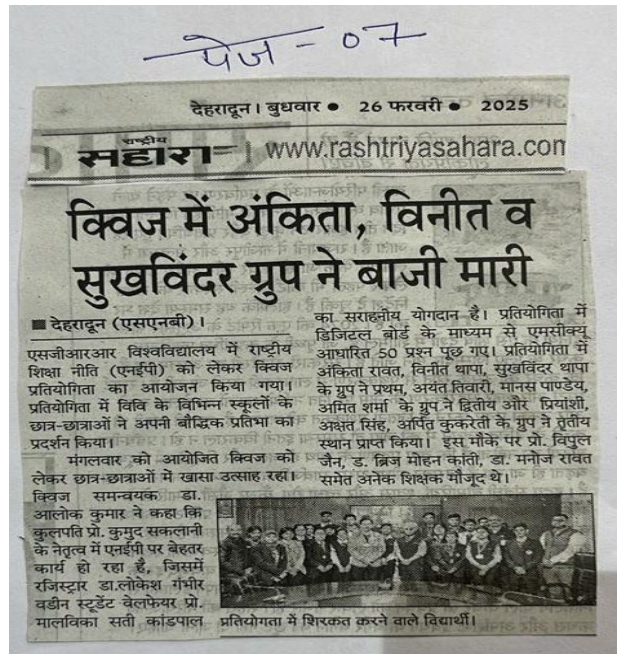 पेज - 07
देहरादून। बुधवार ● 26 फरवरी ● 2025
राष्ट्रीय
सहारा
www.rashtriyasahara.com
क्विज में अंकिता, विनीत व
सुखविंदर ग्रुप ने बाजी मारी
■ देहरादून (एसएनबी)।
एसजीआरआर विश्वविद्यालय में राष्ट्रीय
शिक्षा नीति (एनईपी) को लेकर क्विज
प्रतियोगिता का आयोजन किया गया।
प्रतियोगिता में विवि के विभिन्न स्कूलों के
छात्र-छात्राओं ने अपनी बौद्धिक प्रतिभा का
प्रदर्शन किया।
मंगलवार को आयोजित क्विज को
लेकर छात्र-छात्राओं में खासा उत्साह रहा।
क्विज समन्वयक डा.
आलोक कुमार ने कहा कि
कुलपति प्रो. कुमुद सकलानी
के नेतृत्व में एनईपी पर बेहतर
कार्य हो रहा है, जिसमें
रजिस्ट्रार डा.लोकेश गंभीर
वडीन स्टूडेंट वेलफेयर प्रो.
मालविका सती कांडपाल
का सराहनीय योगदान है। प्रतियोगिता में
डिजिटल बोर्ड के माध्यम से एमसीक्यू
आधारित 50 प्रश्न पूछ गए। प्रतियोगिता में
अंकिता रावत, विनीत थापा, सुखविंदर थापा
के ग्रुप ने प्रथम, अयंत तिवारी, मानस पाण्डेय,
अमित शर्मा के ग्रुप ने द्वितीय और प्रियांशी,
अक्षत सिंह, अर्पित कुकरेती के ग्रुप ने तृतीय
स्थान प्राप्त किया। इस मौके पर प्रो. विपुल
जैन, ड. ब्रिज मोहन कांती, डा. मनोज रावत
समेत अनेक शिक्षक मौजूद थे।
प्रतियोगता में शिरकत करने वाले विद्यार्थी।